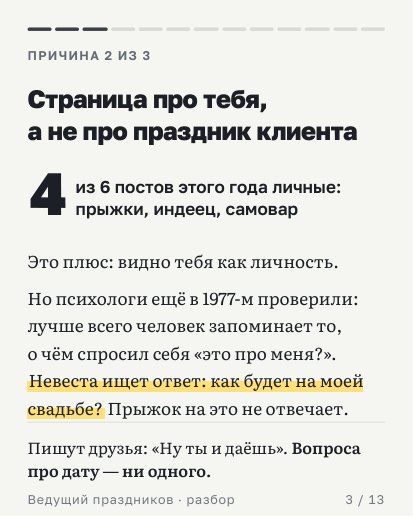 ПРИЧИНА 2 ИЗ 3
Страница про тебя,
а не про праздник клиента
4 из 6 постов этого года личные:
прыжки, индеец, самовар
Это плюс: видно тебя как личность.
Но психологи ещё в 1977-м проверили:
лучше всего человек запоминает то,
о чём спросил себя «это про меня?».
Невеста ищет ответ: как будет на моей
свадьбе? Прыжок на это не отвечает.
Пишут друзья: «Ну ты и даёшь». Вопроса
про дату — ни одного.
Ведущий праздников · разбор
3 / 13